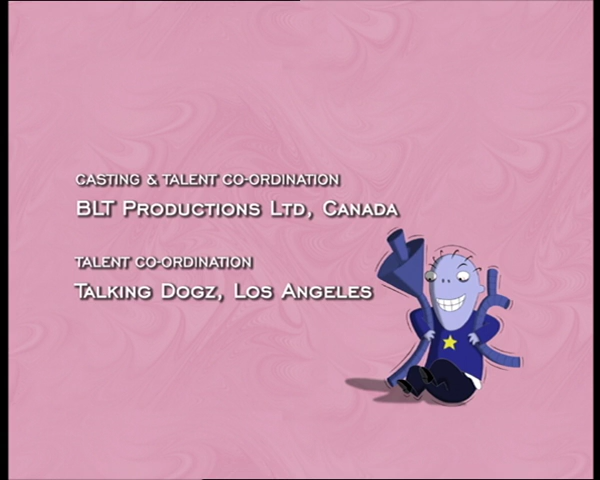 CASTING & TALENT CO-ORDINATION
BLT PRODUCTIONS LTD, CANADA
TALENT CO-ORDINATION
TALKING DOGZ, LOS ANGELES